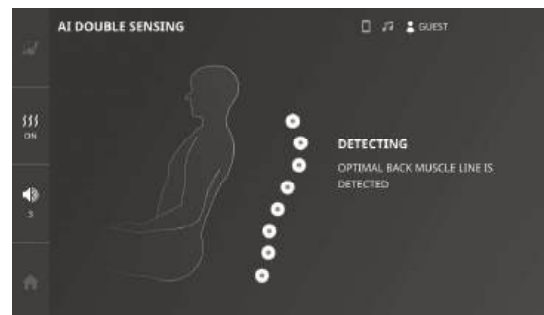 AI DOUBLE SENSING
GUEST
ON
3
DETECTING
OPTIMAL BACK MUSCLE LINE IS
DETECTED